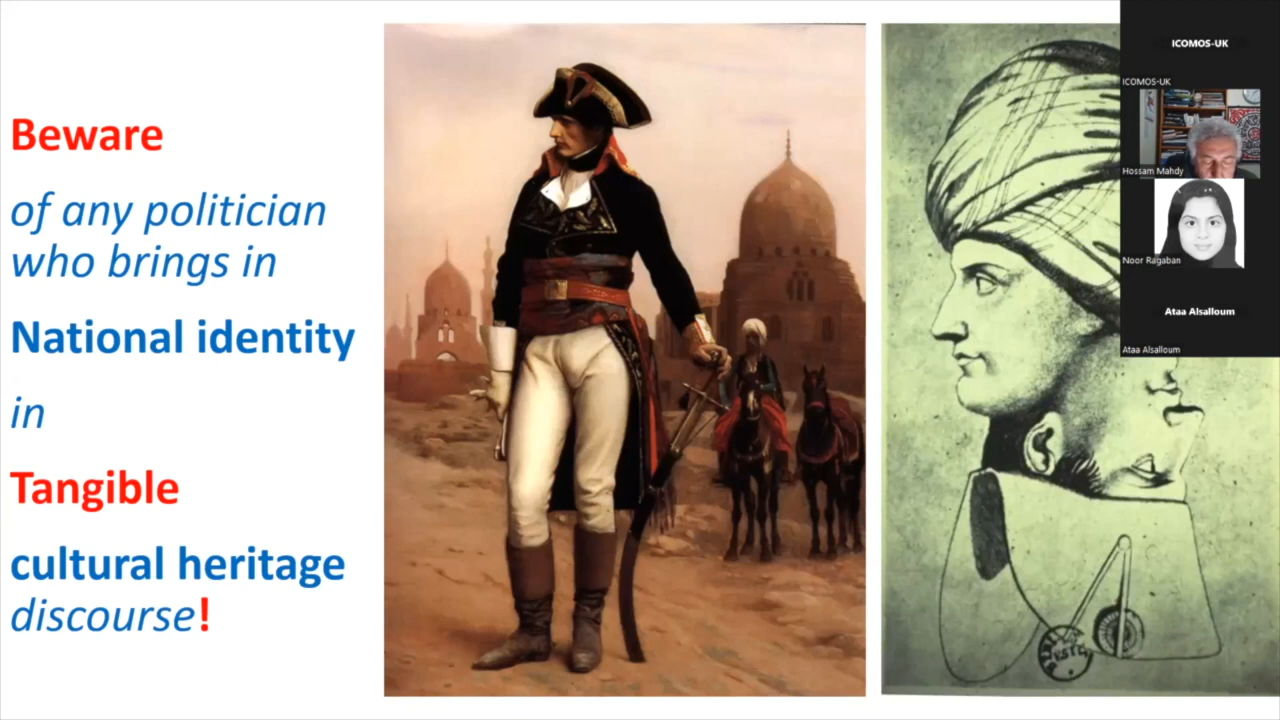 Beware
of any politician
who brings in
National identity
in
Tangible
cultural heritage
discourse!
ICOMOS-UK
ICOMOS-UK
Hossam Mahdy
Noor Ragaban
Ataa Alsalloum
Ataa Alsalloum